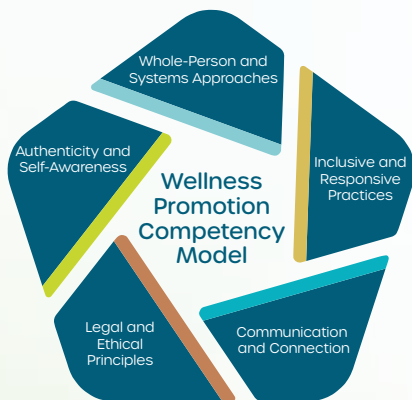 Whole-Person and
Systems Approaches
Authenticity and
Self-Awareness
Inclusive and
Responsive
Practices
Wellness
Promotion
Competency
Model
Legal and
Ethical
Principles
Communication
and Connection